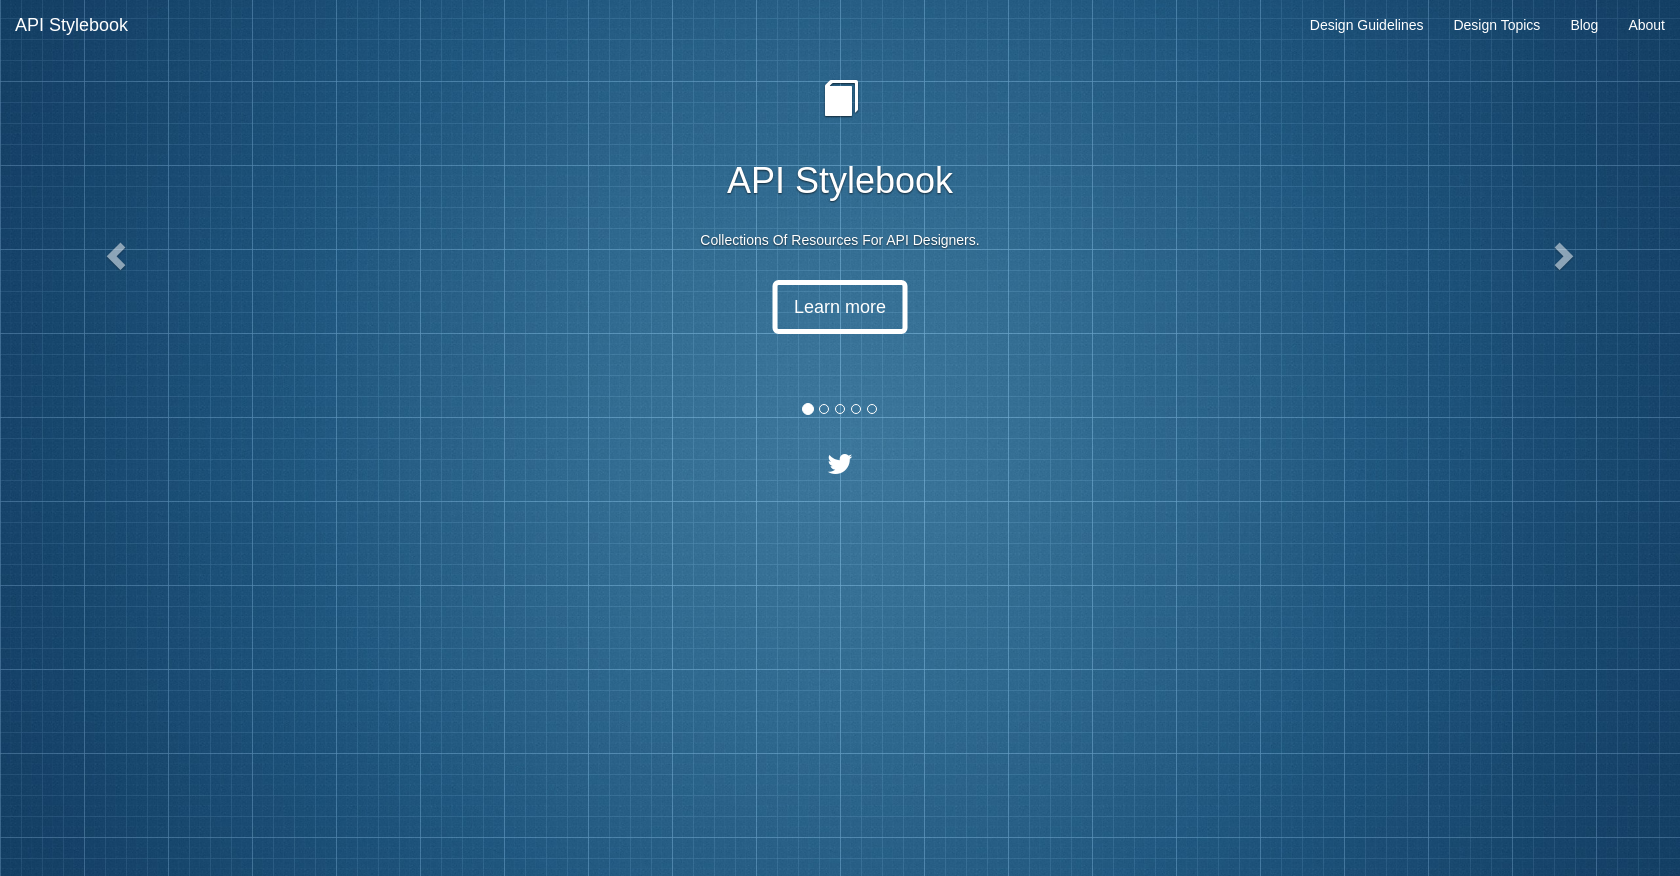 API Stylebook
Design Guidelines
Design Topics
Blog
About
API Stylebook
Collections Of Resources For API Designers.
Learn more